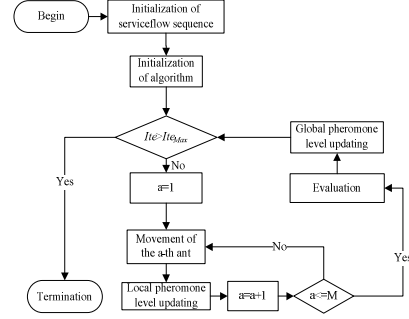 Begin
Initialization of
serviceflow sequence
Initialization
of algorithm
Ite>IteMax
Yes
No
a=1
Movement of
the a-th ant
Local pheromone
level updating
a=a+1
a<=M
No
Yes
Evaluation
Global pheromone
level updating
Termination